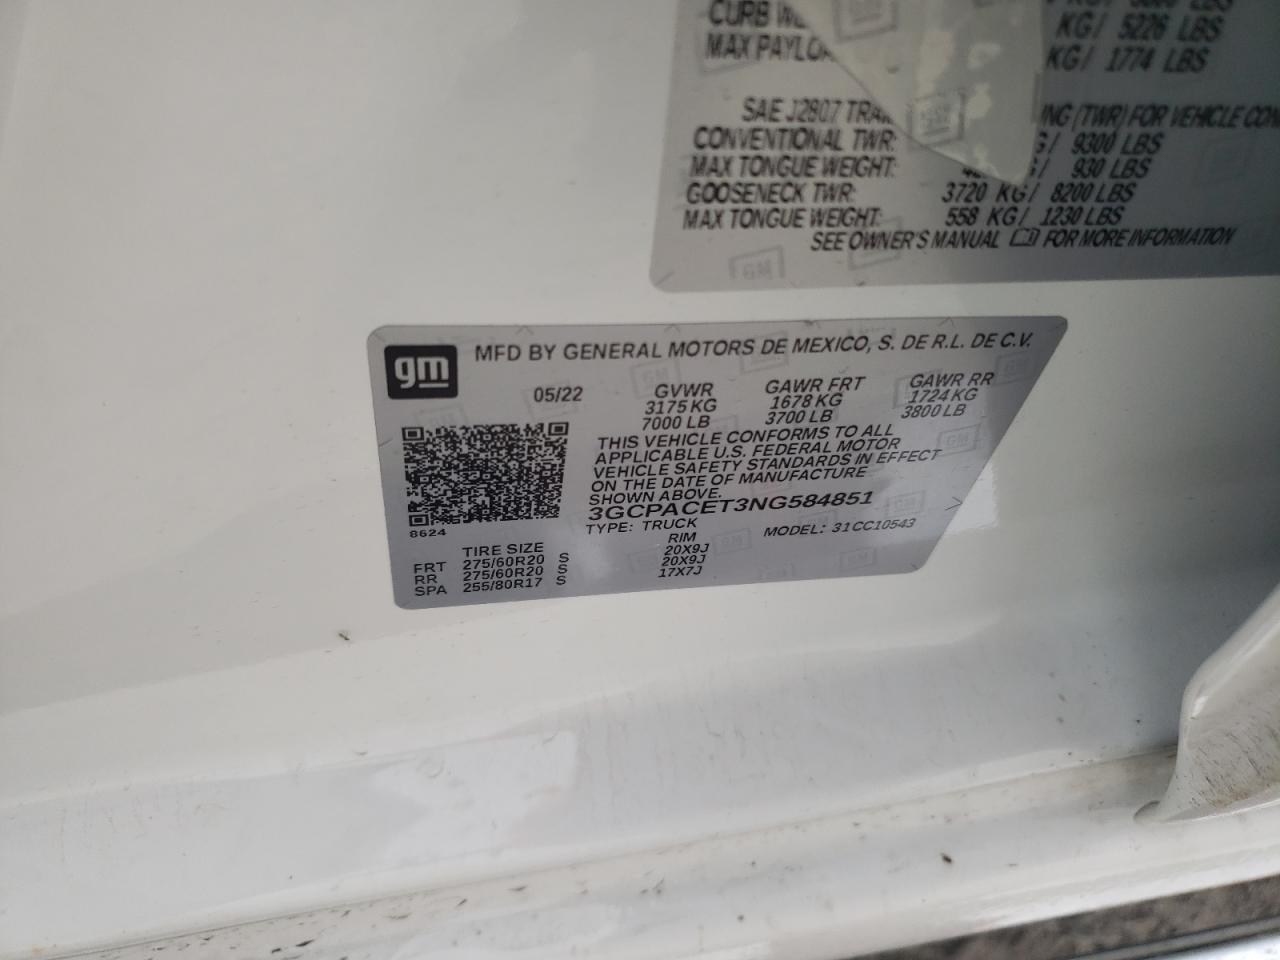 CURB
KG/ 5226 LBS
MAX PAYLOA
KG/ 1774 LBS
SAE J2807 TRAI
NG (TWR) FOR VEHICLE CON
CONVENTIONAL TWR: G/ 9300 LBS
MAX TONGUE WEIGHT: 930 LBS
GOOSENECK TWR: 3720 KG/ 8200 LBS
MAX TONGUE WEIGHT: 558 KG/ 1230 LBS
SEE OWNER'S MANUAL FOR MORE INFORMATION
gm
MFD BY GENERAL MOTORS DE MEXICO, S. DE R.L. DE C.V.
05/22 GVWR GAWR FRT GAWR RR
3175 KG 1678 KG 1724 KG
7000 LB 3700 LB 3800 LB
THIS VEHICLE CONFORMS TO ALL
APPLICABLE U.S. FEDERAL MOTOR
VEHICLE SAFETY STANDARDS IN EFFECT
ON THE DATE OF MANUFACTURE
SHOWN ABOVE.
3GCPACET3NG584851
TYPE: TRUCK MODEL: 31CC10543
8624
TIRE SIZE RIM
FRT 275/60R20 S 20X9J
RR 275/60R20 S 20X9J
SPA 255/80R17 S 17X7J